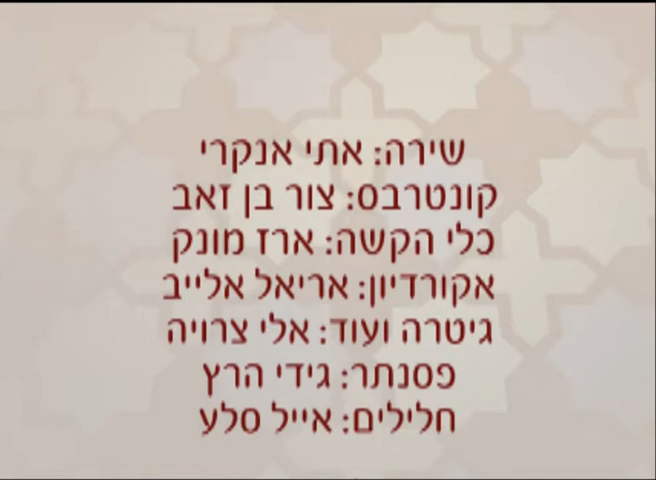 שירה: אתי אנקרי
קונטרבס: צור בן זאב
כלי הקשה: ארז מונק
אקורדיון: אריאל אלייב
גיטרה ועוד: אלי צרויה
פסנתר: גידי הרץ
חלילים: אייל סלע